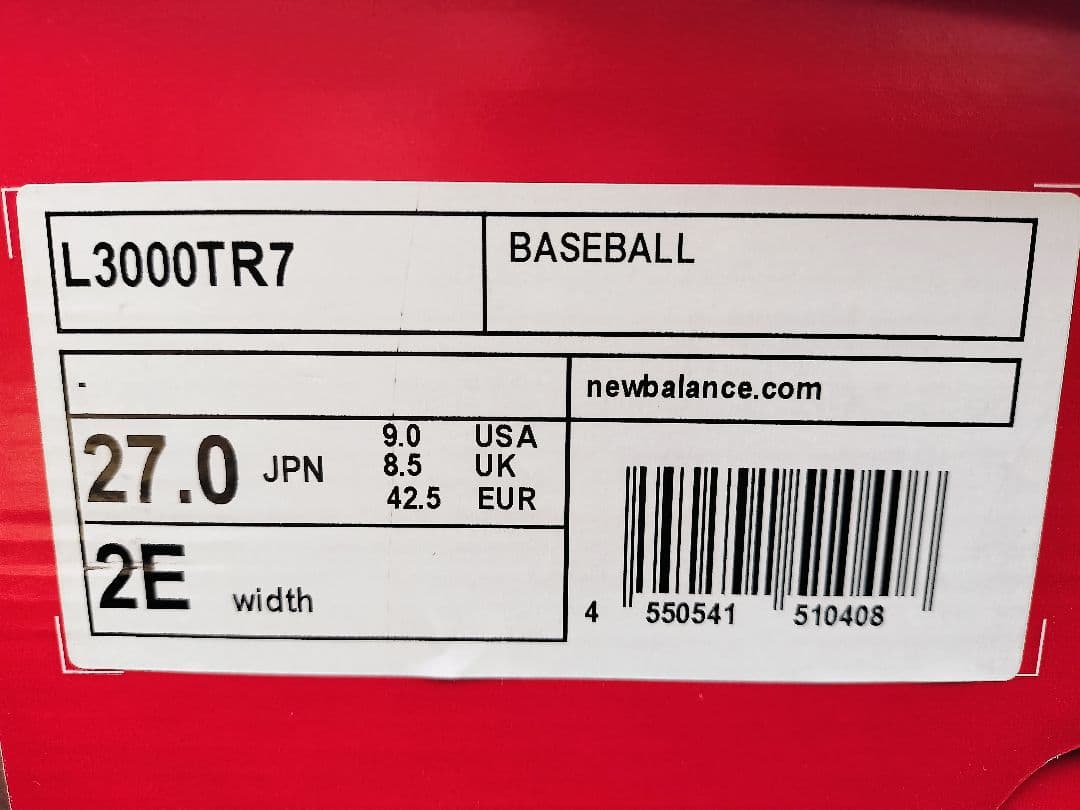 L3000TR7
BASEBALL
-
newbalance.com
27.0 JPN
9.0 USA
8.5 UK
42.5 EUR
2E width
4 550541 510408